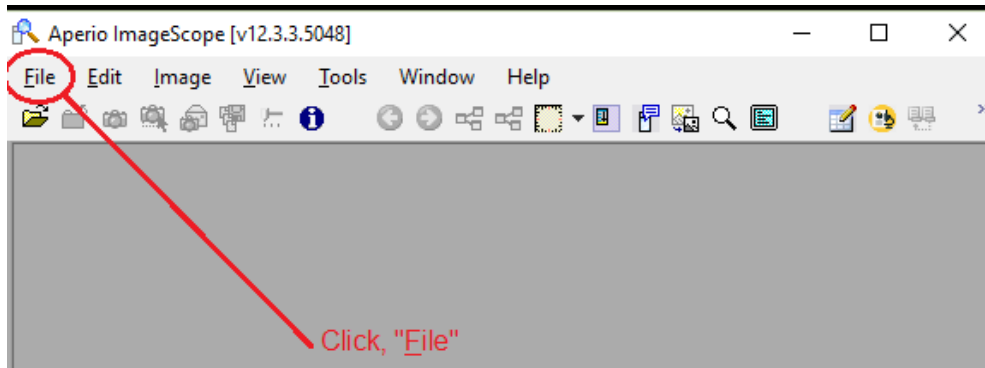 Aperio ImageScope [v12.3.3.5048]
File Edit Image View Tools Window Help
Click, "File"